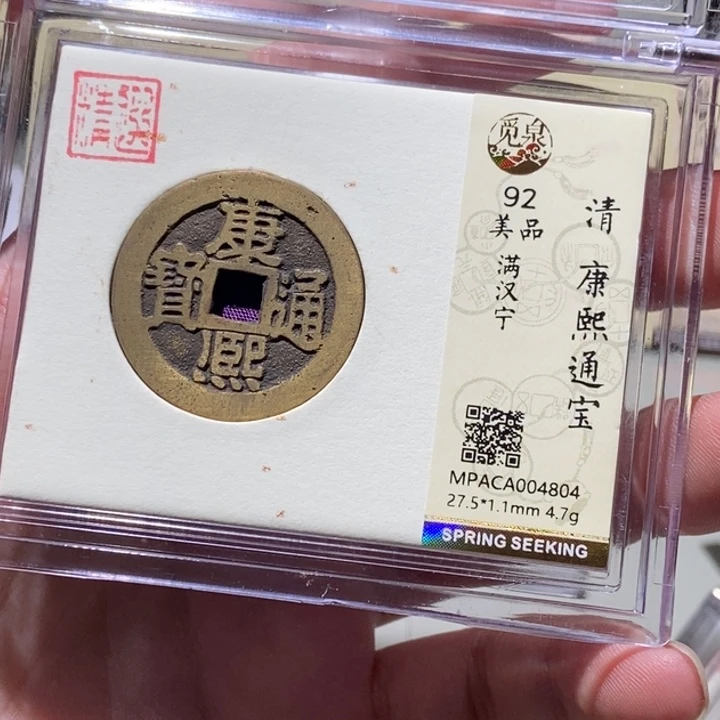 康熙通寳
觅泉
92
美品
满汉宁
清 康熙通宝
MPACA004804
27.5*1.1mm 4.7g
SPRING SEEKING